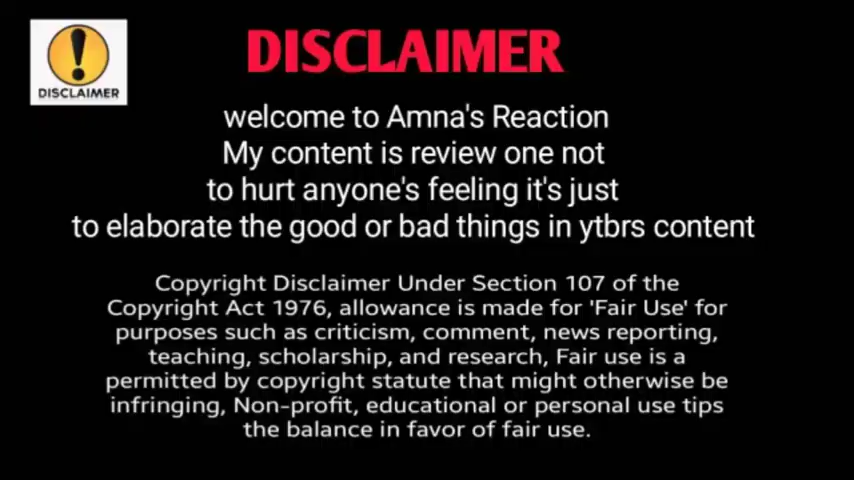 DISCLAIMER
DISCLAIMER
welcome to Amna's Reaction
My content is review one not
to hurt anyone's feeling it's just
to elaborate the good or bad things in ytbrs content
Copyright Disclaimer Under Section 107 of the
Copyright Act 1976, allowance is made for 'Fair Use' for
purposes such as criticism, comment, news reporting,
teaching, scholarship, and research, Fair use is a
permitted by copyright statute that might otherwise be
infringing, Non-profit, educational or personal use tips
the balance in favor of fair use.